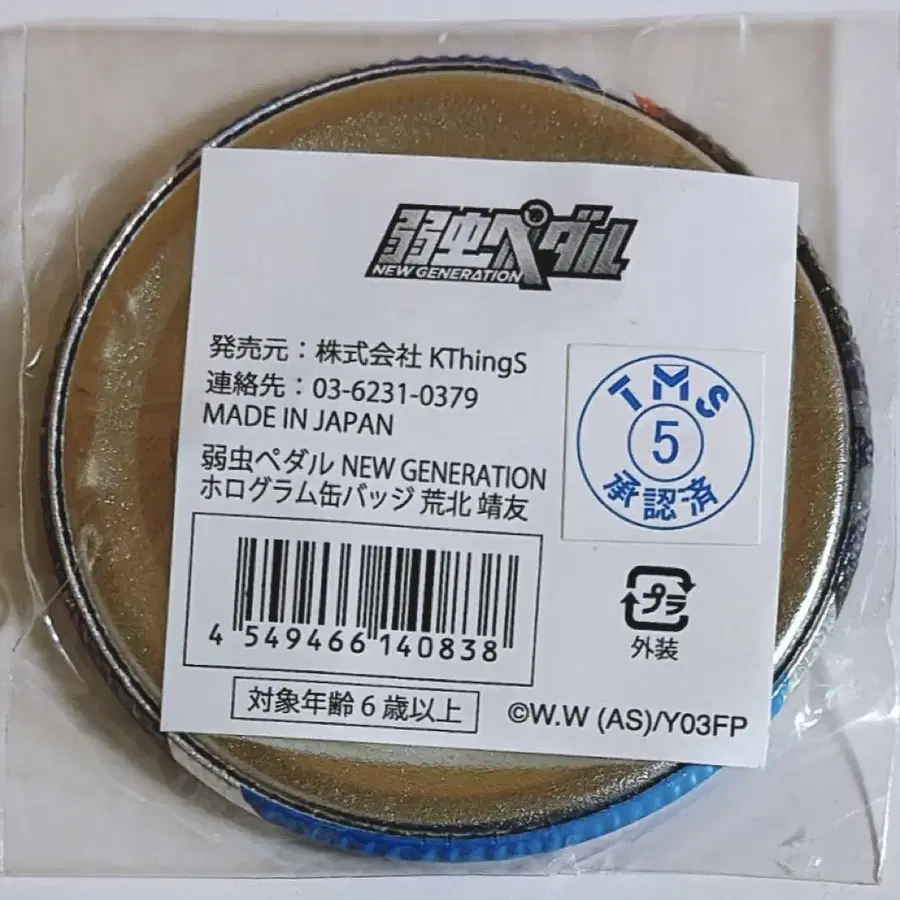 弱虫ペダル
NEW GENERATION
発売元：株式会社 KThingS
連絡先：03-6231-0379
MADE IN JAPAN
弱虫ペダル NEW GENERATION
ホログラム缶バッジ 荒北 靖友
TMS
5
承認済
プラ
外装
4 549466 140838
対象年齢 6 歳以上
©W.W (AS)/Y03FP